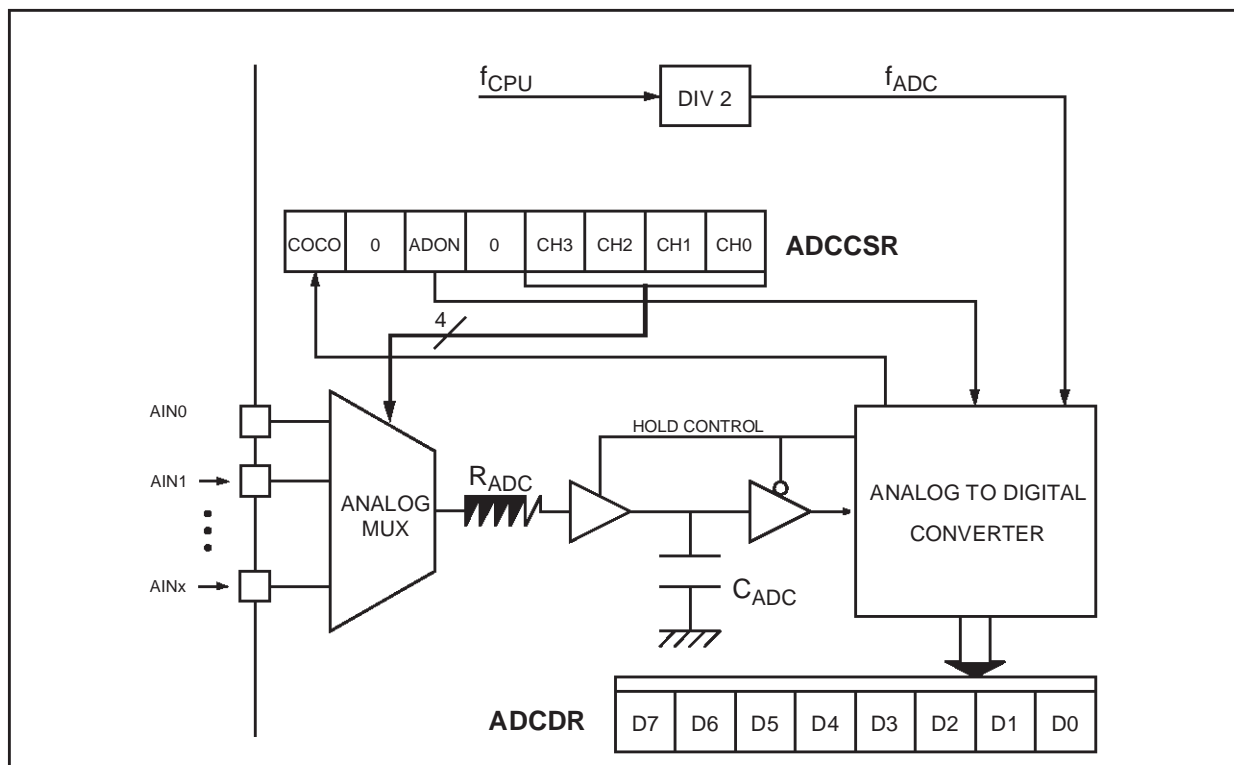 fCPU
DIV 2
fADC
COCO 0 ADON 0 CH3 CH2 CH1 CH0
ADCCSR
4
AIN0
HOLD CONTROL
AIN1
RADC
ANALOG
MUX
ANALOG TO DIGITAL
CONVERTER
AINx
CADC
ADCDR
D7 D6 D5 D4 D3 D2 D1 D0